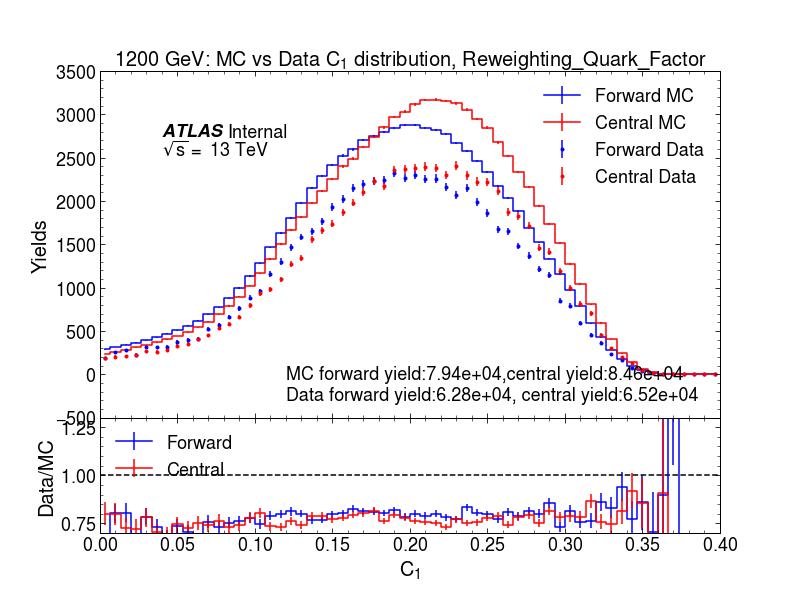 1200 GeV: MC vs Data C₁ distribution, Reweighting_Quark_Factor
3500
3000
2500
2000
1500
1000
500
0
−500
Yields
ATLAS Internal
√s = 13 TeV
Forward MC
Central MC
Forward Data
Central Data
MC forward yield:7.94e+04,central yield:8.46e+04
Data forward yield:6.28e+04, central yield:6.52e+04
1.25
1.00
0.75
Data/MC
Forward
Central
0.00 0.05 0.10 0.15 0.20 0.25 0.30 0.35 0.40
C₁